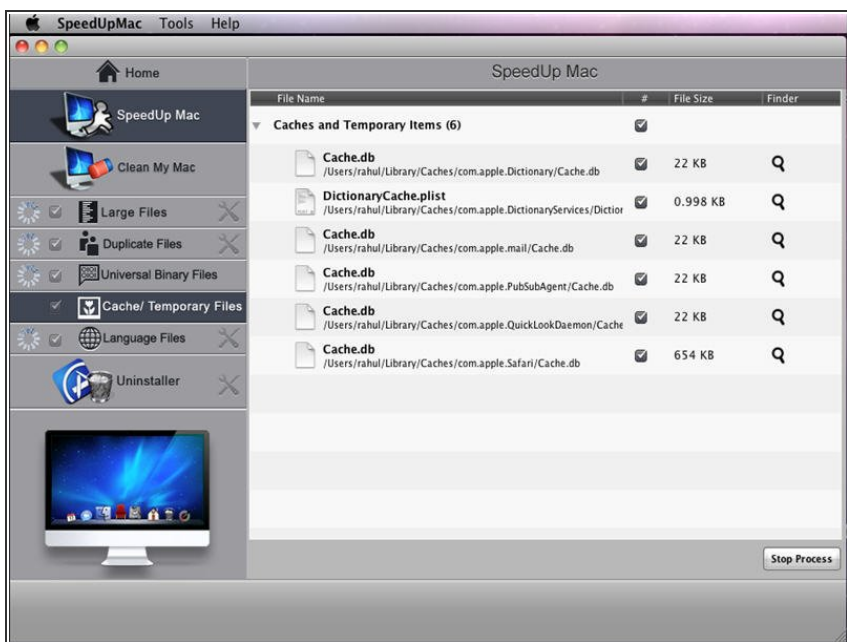 SpeedUpMac Tools Help
Home
SpeedUp Mac
SpeedUp Mac
Clean My Mac
Large Files
Duplicate Files
Universal Binary Files
Cache/ Temporary Files
Language Files
Uninstaller
File Name # File Size Finder
Caches and Temporary Items (6)
Cache.db
/Users/rahul/Library/Caches/com.apple.Dictionary/Cache.db
22 KB
DictionaryCache.plist
/Users/rahul/Library/Caches/com.apple.DictionaryServices/Diction
0.998 KB
Cache.db
/Users/rahul/Library/Caches/com.apple.mail/Cache.db
22 KB
Cache.db
/Users/rahul/Library/Caches/com.apple.PubSubAgent/Cache.db
22 KB
Cache.db
/Users/rahul/Library/Caches/com.apple.QuickLookDaemon/Cache
22 KB
Cache.db
/Users/rahul/Library/Caches/com.apple.Safari/Cache.db
654 KB
Stop Process